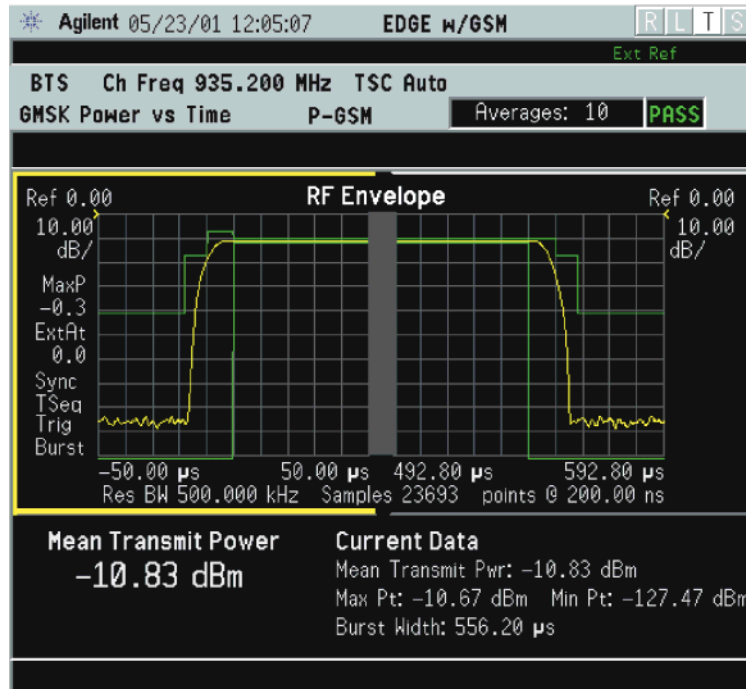 Agilent 05/23/01 12:05:07 EDGE w/GSM R L T S
Ext Ref
BTS Ch Freq 935.200 MHz TSC Auto
GMSK Power vs Time P-GSM Averages: 10 PASS
Ref 0.00 RF Envelope Ref 0.00
10.00 10.00
dB/ dB/
MaxP
-0.3
ExtAt
0.0
Sync
TSeq
Trig
Burst
-50.00 µs 50.00 µs 492.80 µs 592.80 µs
Res BW 500.000 kHz Samples 23693 points @ 200.00 ns
Mean Transmit Power Current Data
-10.83 dBm Mean Transmit Pwr: -10.83 dBm
Max Pt: -10.67 dBm Min Pt: -127.47 dBm
Burst Width: 556.20 µs